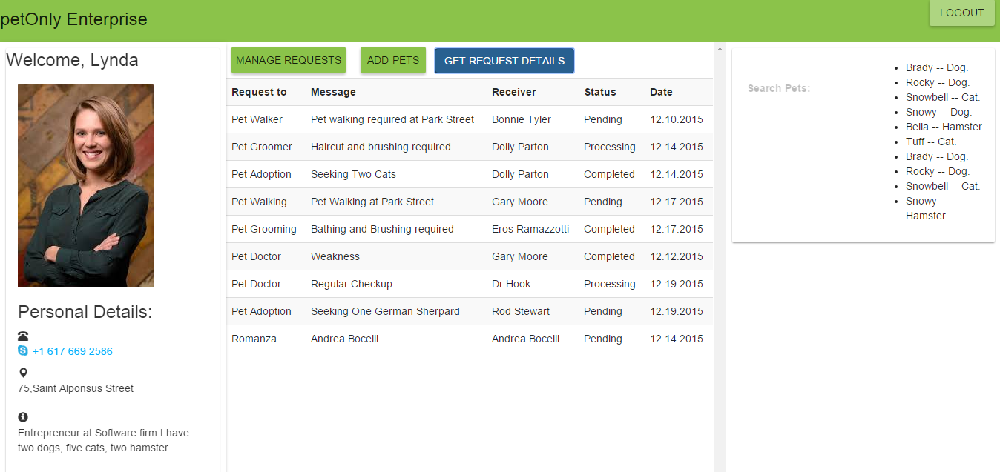 petOnly Enterprise
LOGOUT
Welcome, Lynda
Personal Details:
+1 617 669 2586
75,Saint Alponsus Street
Entrepreneur at Software firm.I have
two dogs, five cats, two hamster.
MANAGE REQUESTS ADD PETS GET REQUEST DETAILS
Request to Message Receiver Status Date
Pet Walker Pet walking required at Park Street Bonnie Tyler Pending 12.10.2015
Pet Groomer Haircut and brushing required Dolly Parton Processing 12.14.2015
Pet Adoption Seeking Two Cats Dolly Parton Completed 12.14.2015
Pet Walking Pet Walking at Park Street Gary Moore Pending 12.17.2015
Pet Grooming Bathing and Brushing required Eros Ramazzotti Completed 12.17.2015
Pet Doctor Weakness Gary Moore Completed 12.12.2015
Pet Doctor Regular Checkup Dr.Hook Processing 12.19.2015
Pet Adoption Seeking One German Sherpard Rod Stewart Pending 12.19.2015
Romanza Andrea Bocelli Andrea Bocelli Pending 12.14.2015
Search Pets:
Brady -- Dog.
Rocky -- Dog.
Snowbell -- Cat.
Snowy -- Dog.
Bella -- Hamster
Tuff -- Cat.
Brady -- Dog.
Rocky -- Dog.
Snowbell -- Cat.
Snowy --
Hamster.